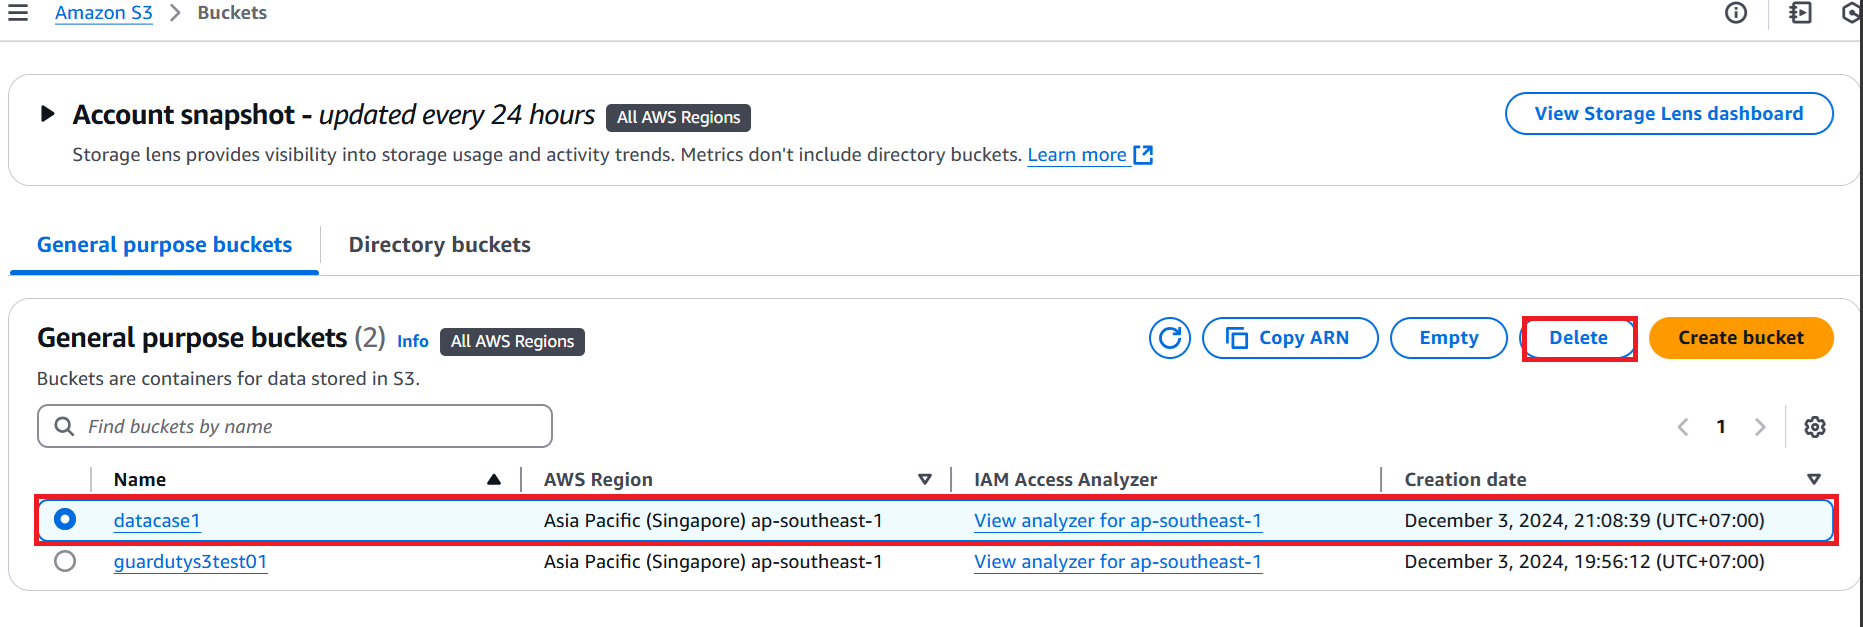 Amazon S3 > Buckets
Account snapshot - updated every 24 hours All AWS Regions
View Storage Lens dashboard
Storage lens provides visibility into storage usage and activity trends. Metrics don't include directory buckets. Learn more
General purpose buckets Directory buckets
General purpose buckets (2) Info All AWS Regions
Copy ARN Empty Delete Create bucket
Buckets are containers for data stored in S3.
Find buckets by name
1
Name AWS Region IAM Access Analyzer Creation date
datacase1 Asia Pacific (Singapore) ap-southeast-1 View analyzer for ap-southeast-1 December 3, 2024, 21:08:39 (UTC+07:00)
guardutys3test01 Asia Pacific (Singapore) ap-southeast-1 View analyzer for ap-southeast-1 December 3, 2024, 19:56:12 (UTC+07:00)